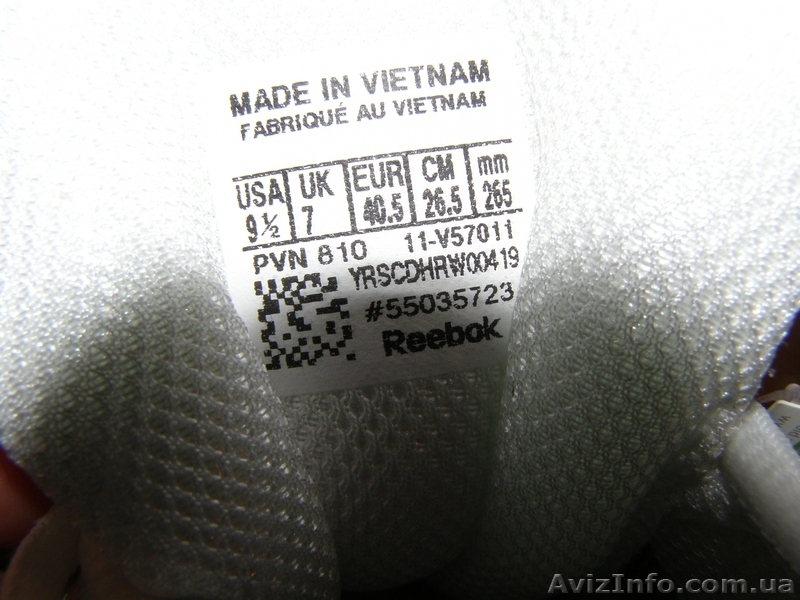 MADE IN VIETNAM
FABRIQUÉ AU VIETNAM
USA UK EUR CM mm
9½ 7 40.5 26.5 265
PVN 810 11-V57011
YRSCDHRW00419
#55035723
Reebok
AvizInfo.com.ua